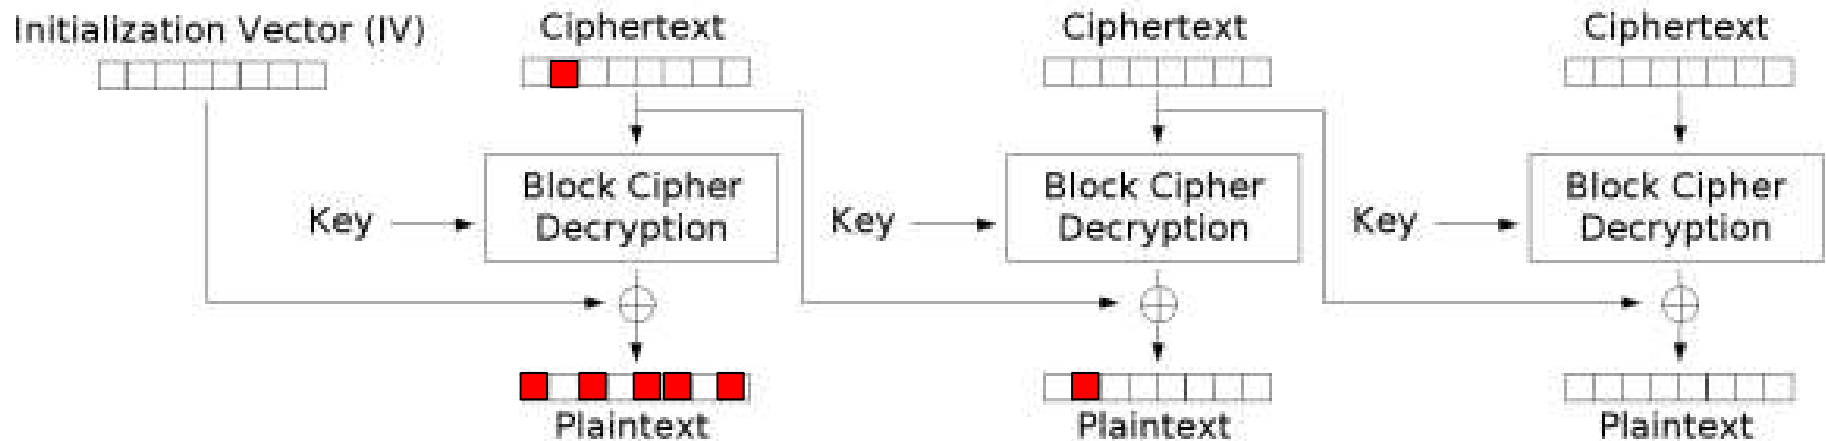 Initialization Vector (IV)
Ciphertext
Ciphertext
Ciphertext
Key
Block Cipher
Decryption
Key
Block Cipher
Decryption
Key
Block Cipher
Decryption
Plaintext
Plaintext
Plaintext